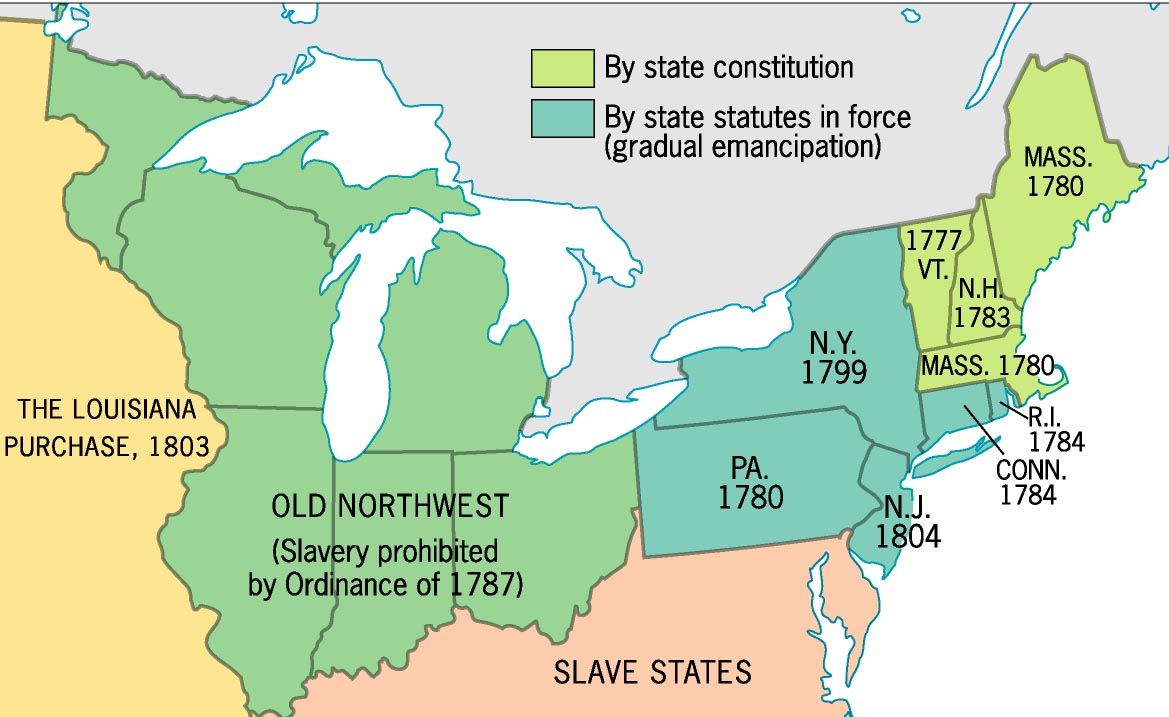 By state constitution
By state statutes in force
(gradual emancipation)
MASS.
1780
1777
VT.
N.H.
1783
N.Y.
1799
MASS. 1780
THE LOUISIANA
PURCHASE, 1803
R.I.
1784
CONN.
1784
PA.
1780
OLD NORTHWEST
(Slavery prohibited
by Ordinance of 1787)
N.J.
1804
SLAVE STATES